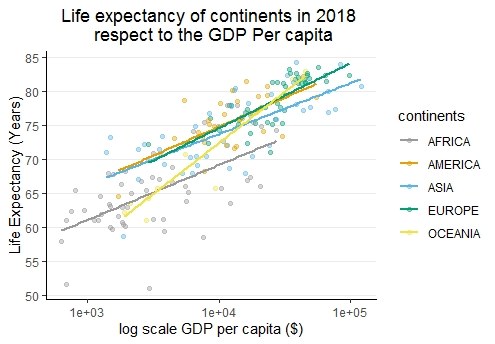 Life expectancy of continents in 2018
respect to the GDP Per capita
Life Expectancy (Years)
85
80
75
70
65
60
55
50
1e+03 1e+04 1e+05
log scale GDP per capita ($)
continents
AFRICA
AMERICA
ASIA
EUROPE
OCEANIA